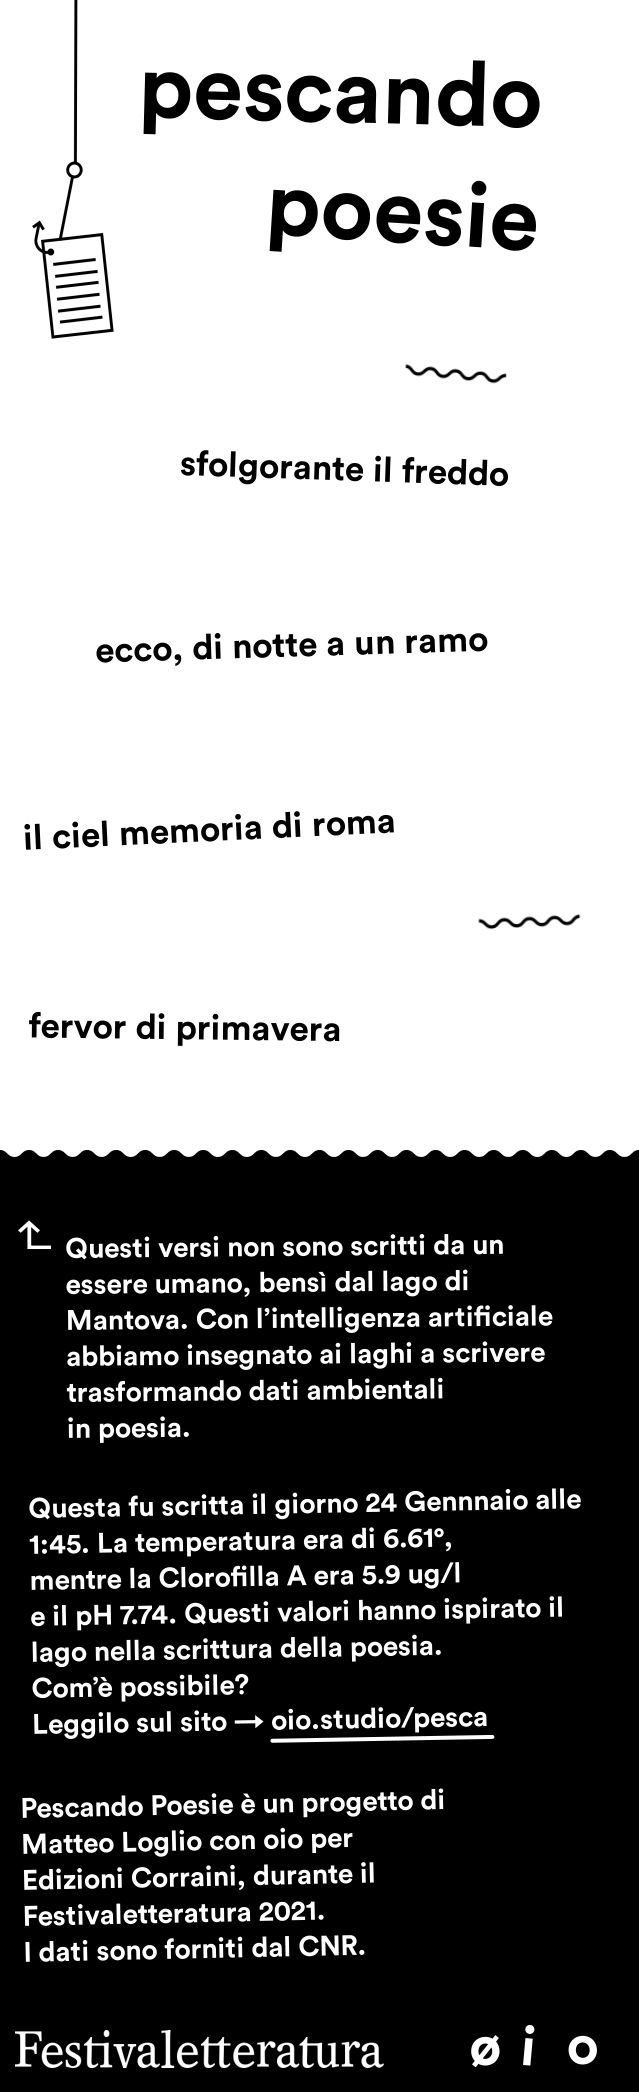 pescando
poesie
sfolgorante il freddo
ecco, di notte a un ramo
il ciel memoria di roma
fervor di primavera
Questi versi non sono scritti da un
essere umano, bensì dal lago di
Mantova. Con l'intelligenza artificiale
abbiamo insegnato ai laghi a scrivere
trasformando dati ambientali
in poesia.
Questa fu scritta il giorno 24 Gennnaio alle
1:45. La temperatura era di 6.61°,
mentre la Clorofilla A era 5.9 ug/l
e il pH 7.74. Questi valori hanno ispirato il
lago nella scrittura della poesia.
Com'è possibile?
Leggilo sul sito → oio.studio/pesca
Pescando Poesie è un progetto di
Matteo Loglio con oio per
Edizioni Corraini, durante il
Festivaletteratura 2021.
I dati sono forniti dal CNR.
Festivaletteratura ø i o